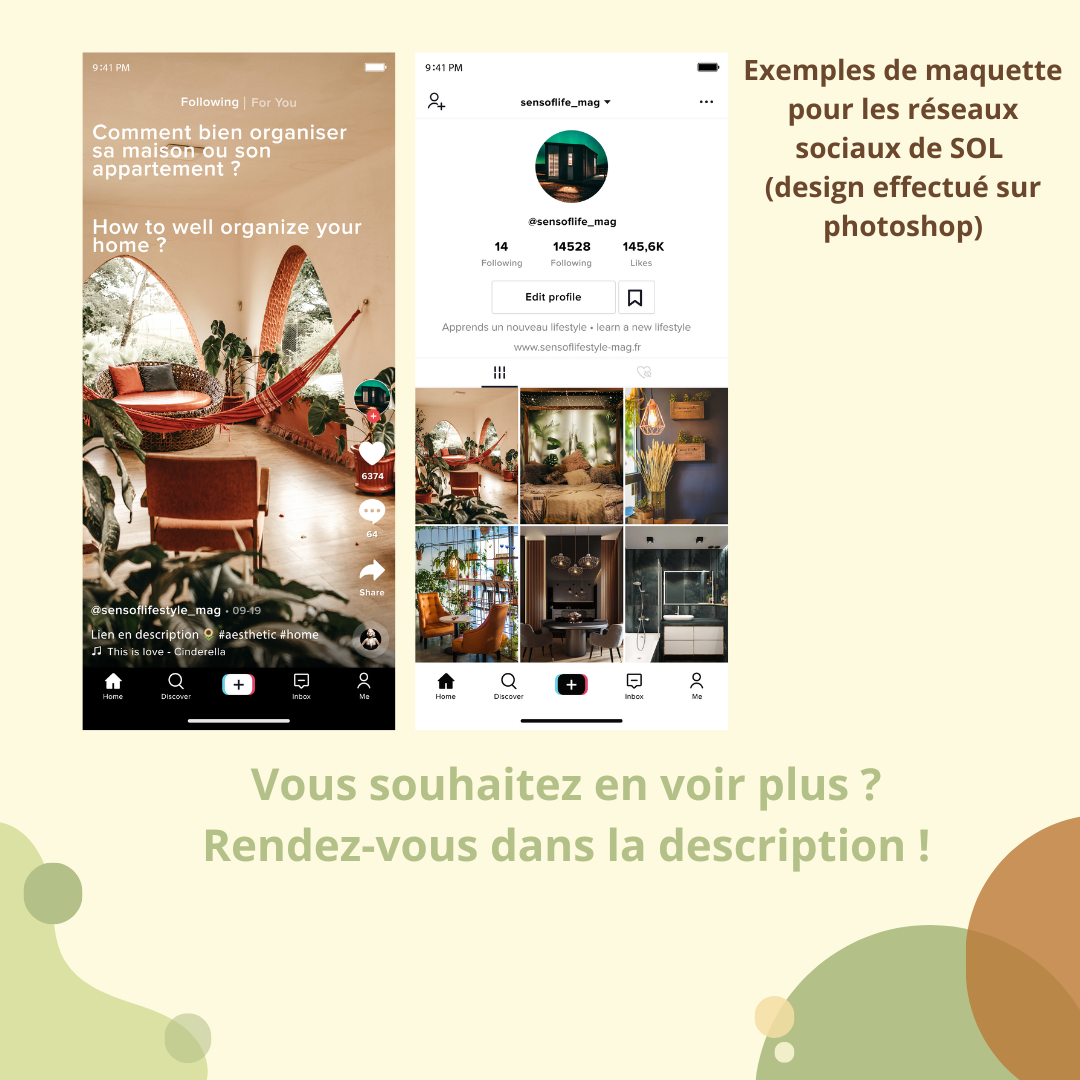 9:41 PM
Following | For You
Comment bien organiser
sa maison ou son
appartement ?
How to well organize your
home ?
6374
64
Share
@sensoflifestyle_mag • 09-19
Lien en description 🌻 #aesthetic #home
This is love - Cinderella
Home
Discover
Inbox
Me
9:41 PM
sensoflife_mag
@sensoflife_mag
14
14528
145,6K
Following
Following
Likes
Edit profile
Apprends un nouveau lifestyle • learn a new lifestyle
www.sensoflifestyle-mag.fr
Home
Discover
Inbox
Me
Exemples de maquette
pour les réseaux
sociaux de SOL
(design effectué sur
photoshop)
Vous souhaitez en voir plus ?
Rendez-vous dans la description !